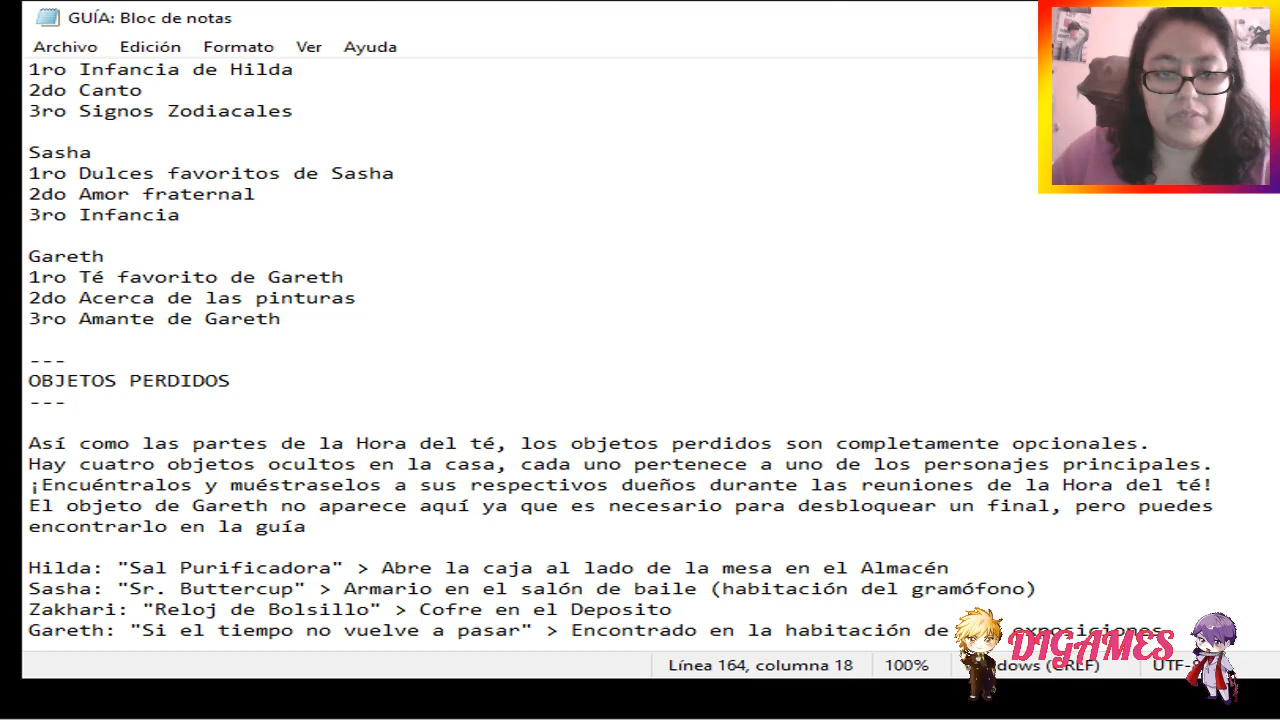 GUÍA: Bloc de notas
Archivo Edición Formato Ver Ayuda
1ro Infancia de Hilda
2do Canto
3ro Signos Zodiacales
Sasha
1ro Dulces favoritos de Sasha
2do Amor fraternal
3ro Infancia
Gareth
1ro Té favorito de Gareth
2do Acerca de las pinturas
3ro Amante de Gareth
---
OBJETOS PERDIDOS
---
Así como las partes de la Hora del té, los objetos perdidos son completamente opcionales.
Hay cuatro objetos ocultos en la casa, cada uno pertenece a uno de los personajes principales.
¡Encuéntralos y muéstraselos a sus respectivos dueños durante las reuniones de la Hora del té!
El objeto de Gareth no aparece aquí ya que es necesario para desbloquear un final, pero puedes
encontrarlo en la guía
Hilda: "Sal Purificadora" > Abre la caja al lado de la mesa en el Almacén
Sasha: "Sr. Buttercup" > Armario en el salón de baile (habitación del gramófono)
Zakhari: "Reloj de Bolsillo" > Cofre en el Deposito
Gareth: "Si el tiempo no vuelve a pasar" > Encontrado en la habitación de exposiciones
DIGAMES
Línea 164, columna 18 100% (CRLF) UTF-8